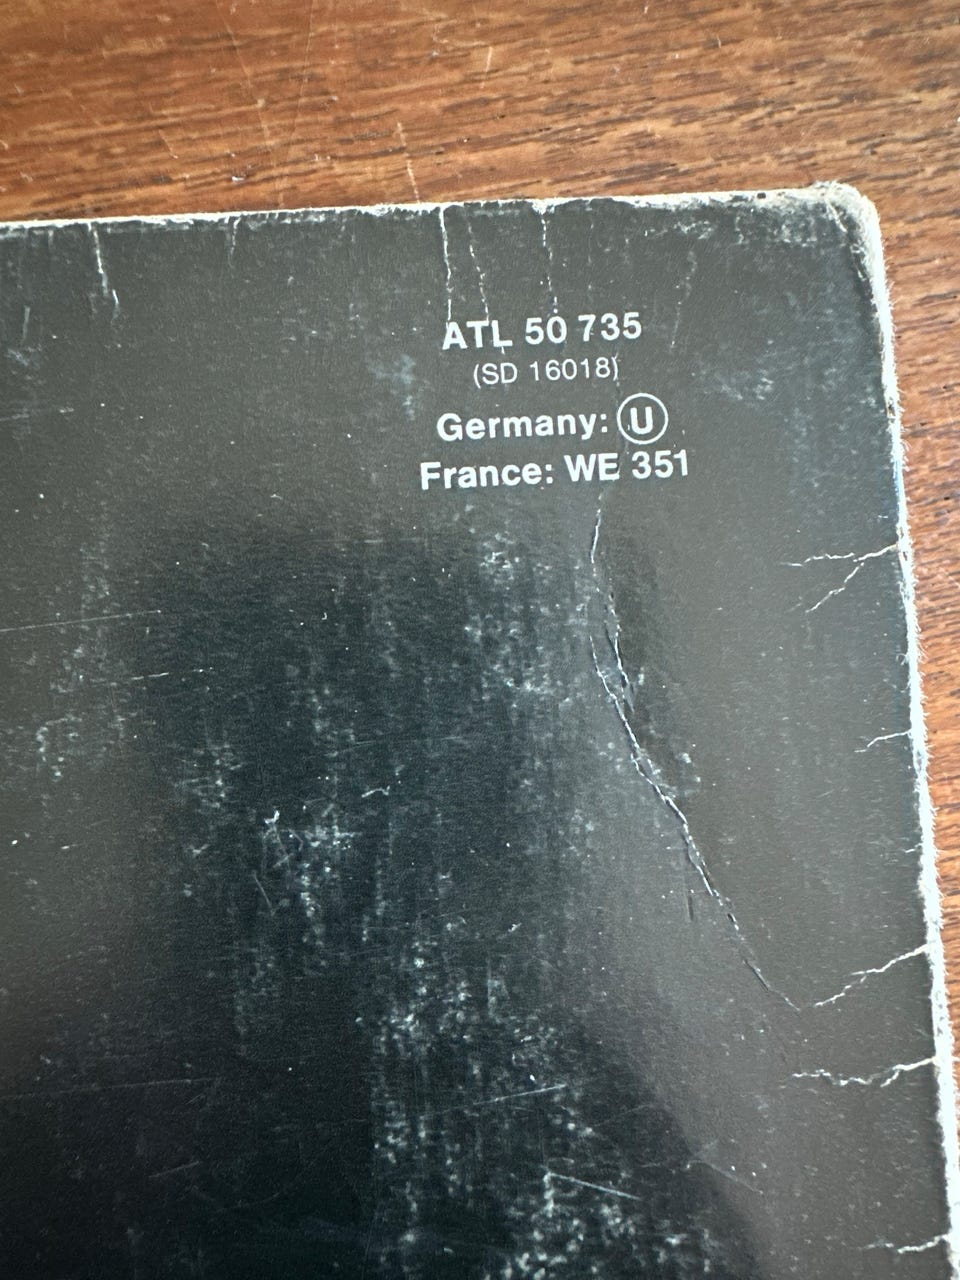 ATL 50 735
(SD 16018)
Germany: Ⓤ
France: WE 351